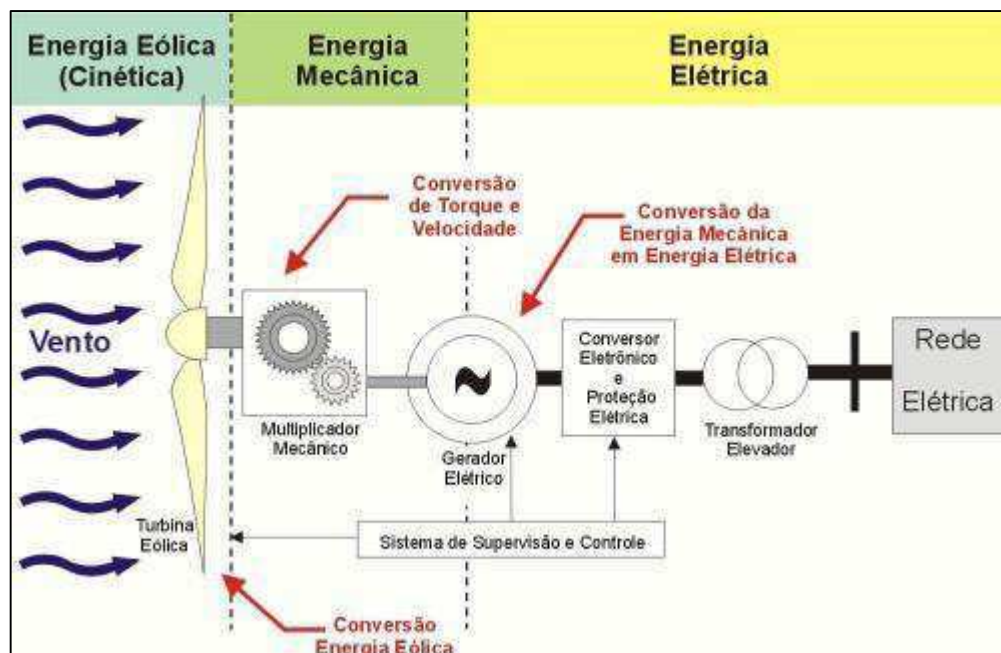 Energia Eólica
(Cinética)
Energia
Mecânica
Energia
Elétrica
Conversão
de Torque e
Velocidade
Conversão da
Energia Mecânica
em Energia Elétrica
Vento
Multiplicador
Mecânico
Gerador
Elétrico
Conversor
Eletrônico
e
Proteção
Elétrica
Transformador
Elevador
Rede
Elétrica
Turbina
Eólica
Sistema de Supervisão e Controle
Conversão
Energia Eólica